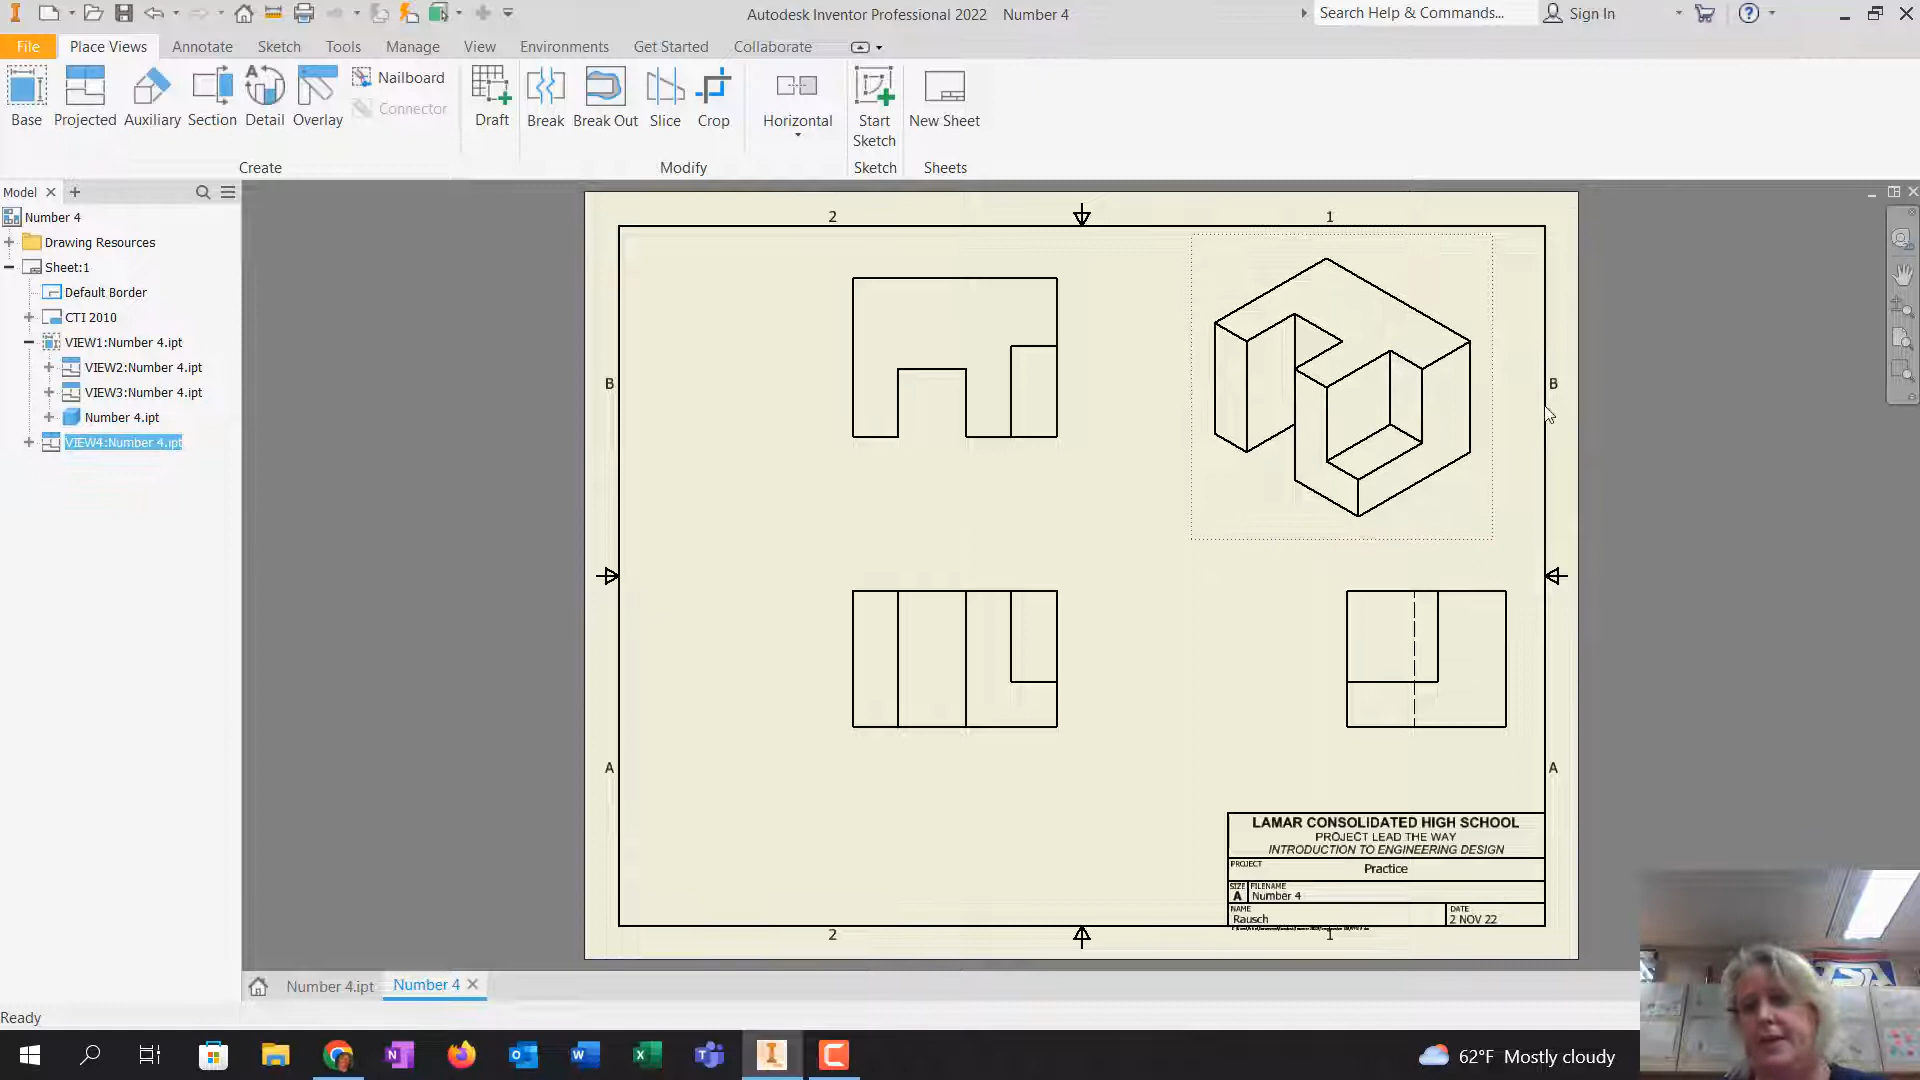 Autodesk Inventor Professional 2022 Number 4
Search Help & Commands...
Sign In
File Place Views Annotate Sketch Tools Manage View Environments Get Started Collaborate
Base
Projected
Auxiliary
Section
Detail
Overlay
Nailboard
Connector
Draft
Break
Break Out
Slice
Crop
Horizontal
Start
Sketch
New Sheet
Create
Modify
Sketch
Sheets
Model
Number 4
Drawing Resources
Sheet:1
Default Border
CTI 2010
VIEW1:Number 4.ipt
VIEW2:Number 4.ipt
VIEW3:Number 4.ipt
Number 4.ipt
VIEW4:Number 4.ipt
2 1
B B
A A
LAMAR CONSOLIDATED HIGH SCHOOL
PROJECT LEAD THE WAY
INTRODUCTION TO ENGINEERING DESIGN
PROJECT
Practice
SIZE FILENAME
A Number 4
NAME DATE
Rausch 2 NOV 22
2 1
Number 4.ipt Number 4
Ready
62°F Mostly cloudy